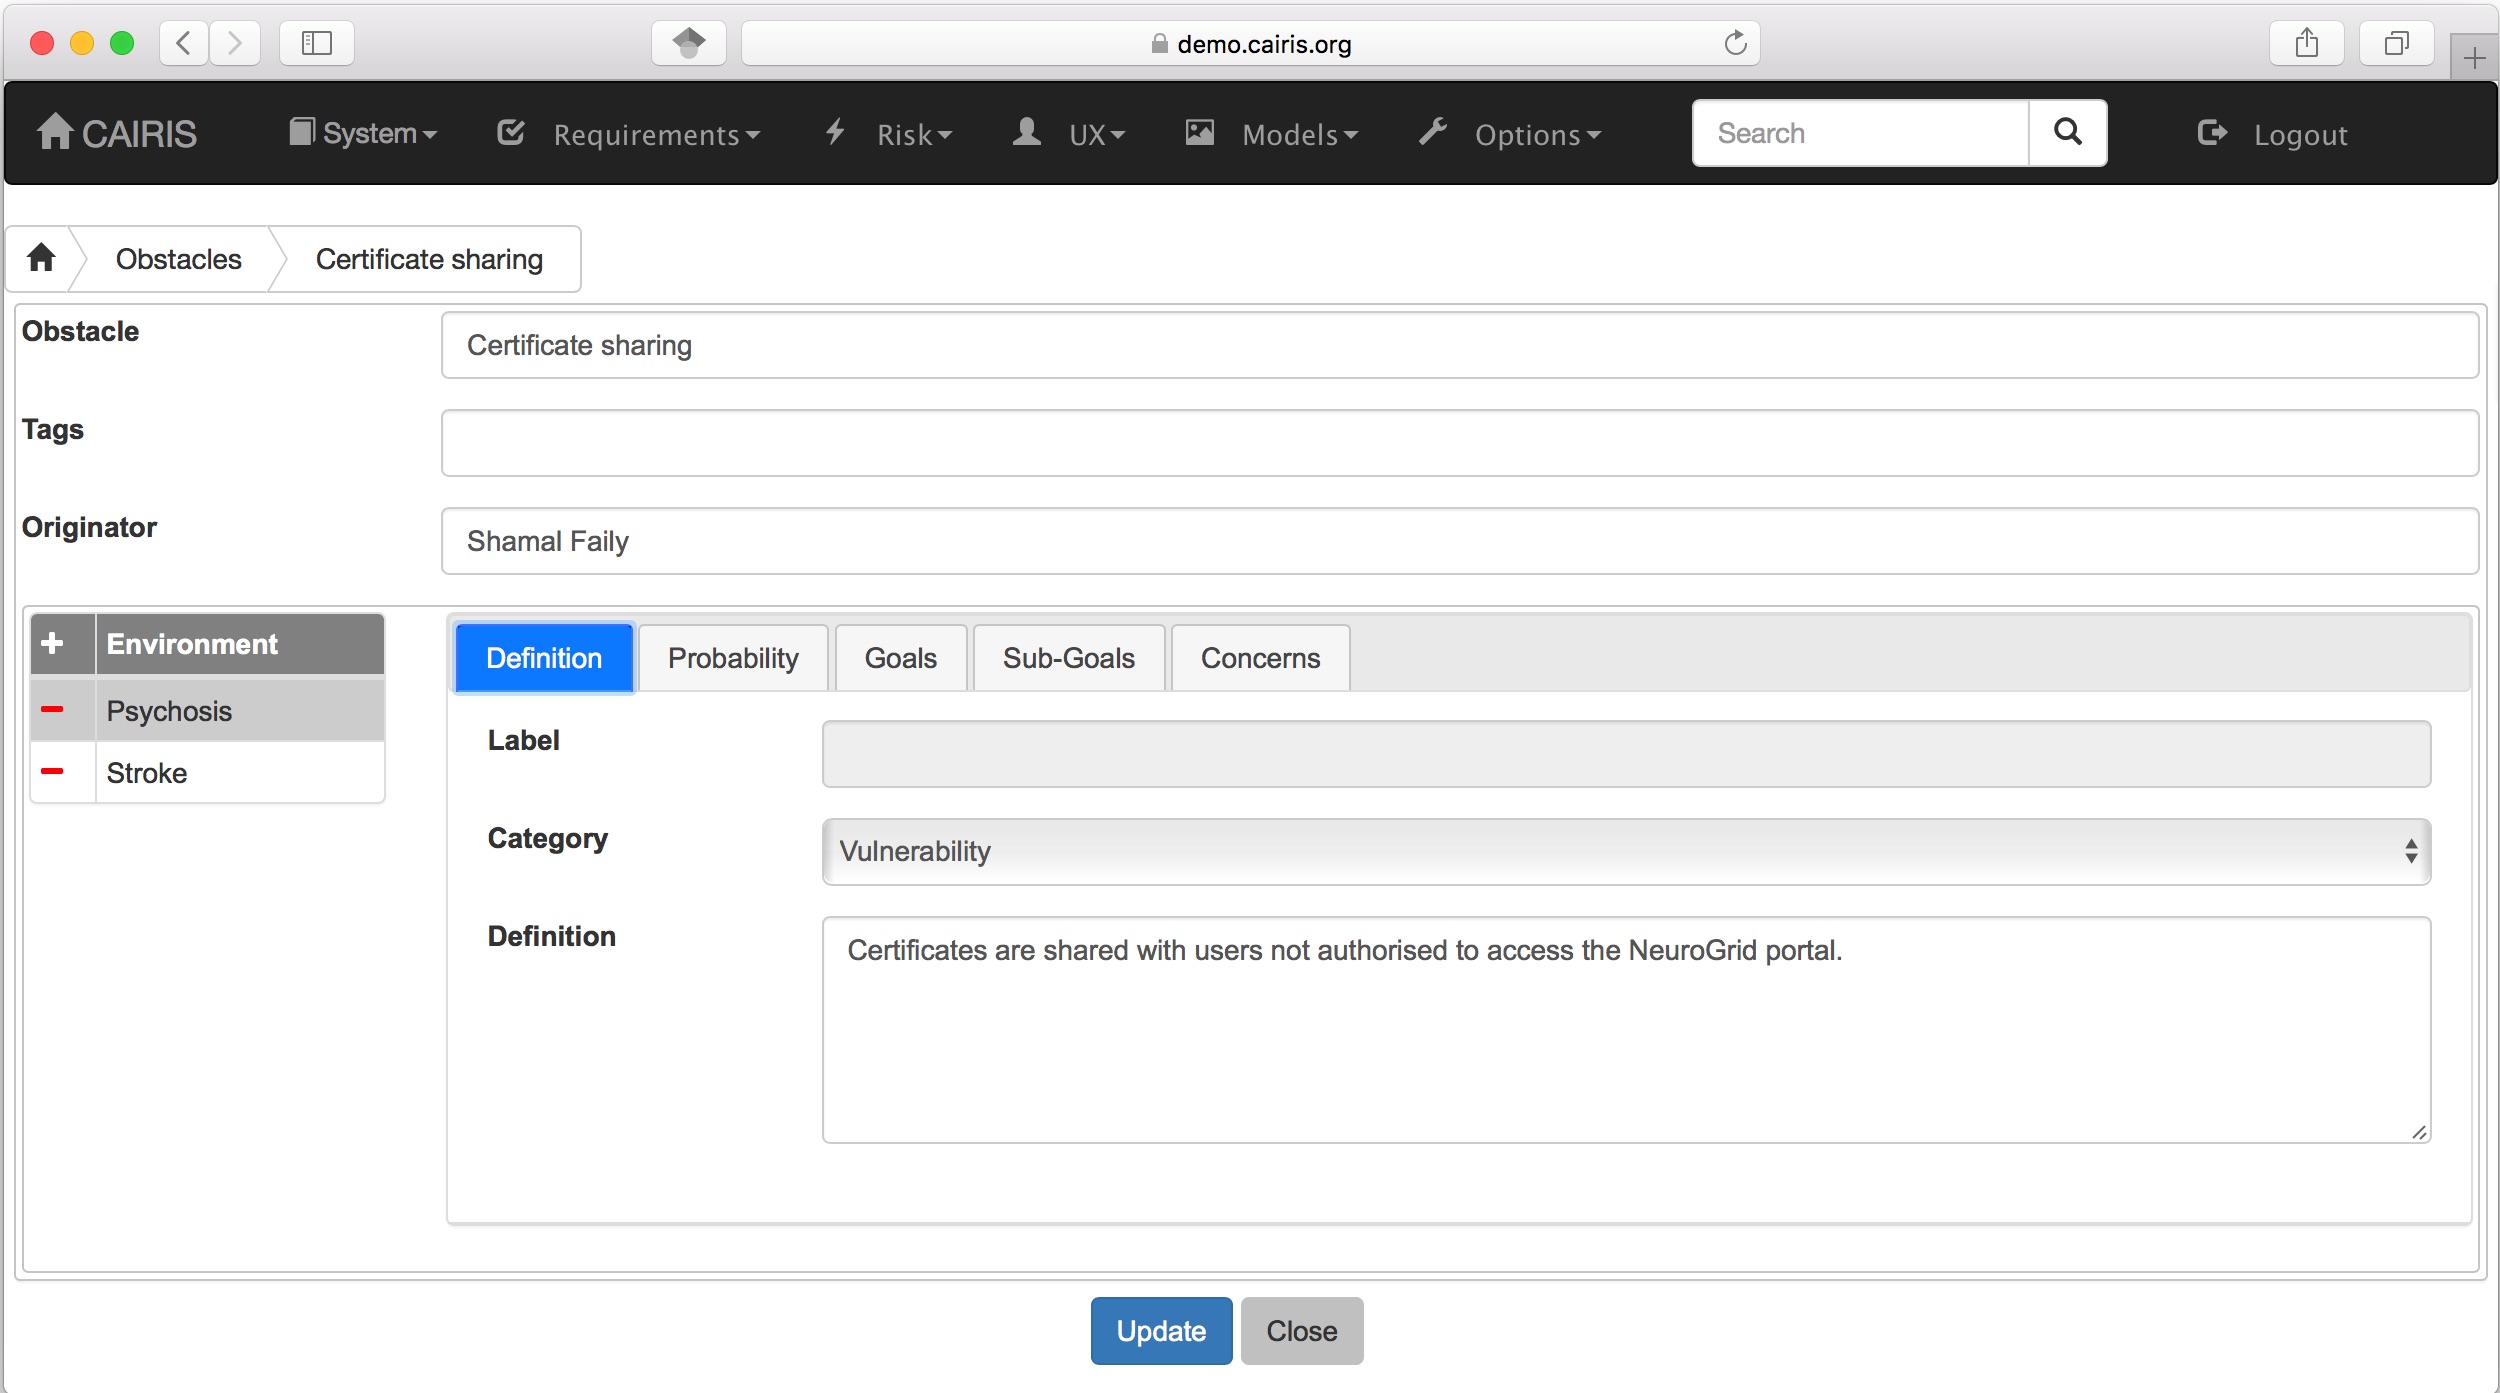 demo.cairis.org
CAIRIS System Requirements Risk UX Models Options Search Logout
Obstacles Certificate sharing
Obstacle Certificate sharing
Tags
Originator Shamal Faily
Environment
Psychosis
Stroke
Definition Probability Goals Sub-Goals Concerns
Label
Category Vulnerability
Definition Certificates are shared with users not authorised to access the NeuroGrid portal.
Update Close